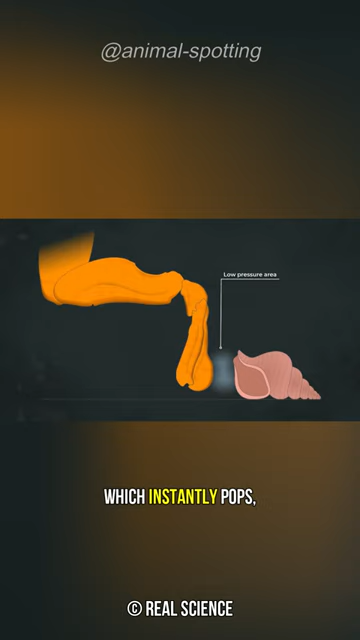 @animal-spotting
Low pressure area
WHICH INSTANTLY POPS,
© REAL SCIENCE